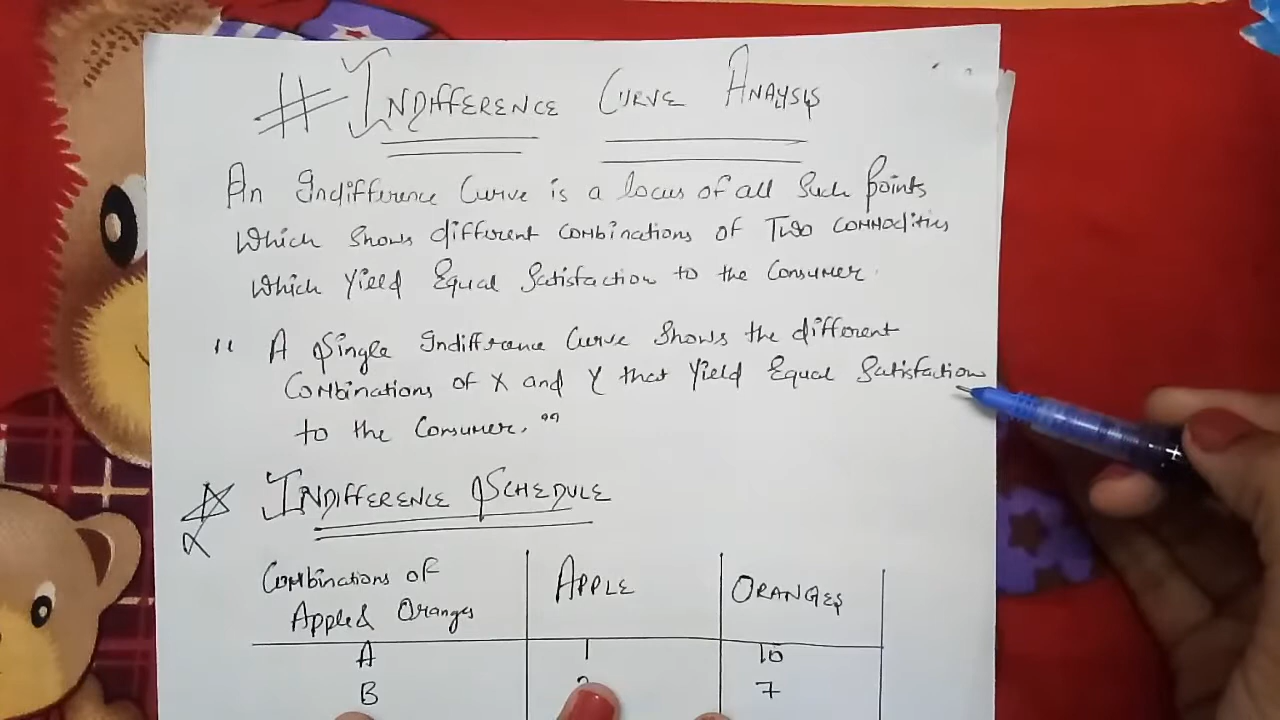 # INDIFFERENCE CURVE ANALYSIS
An Indifference Curve is a locus of all Such points
Which Shows different Combinations of Two Commodities
Which Yield Equal Satisfaction to the Consumer.
" A Single Indiffrance Curve Shows the different
Combinations of X and Y that Yield Equal Satisfaction
to the Consumer. "
INDIFFERENCE SCHEDULE
Combinations of APPLE ORANGES
Apple & Oranges
A 1 10
B 7